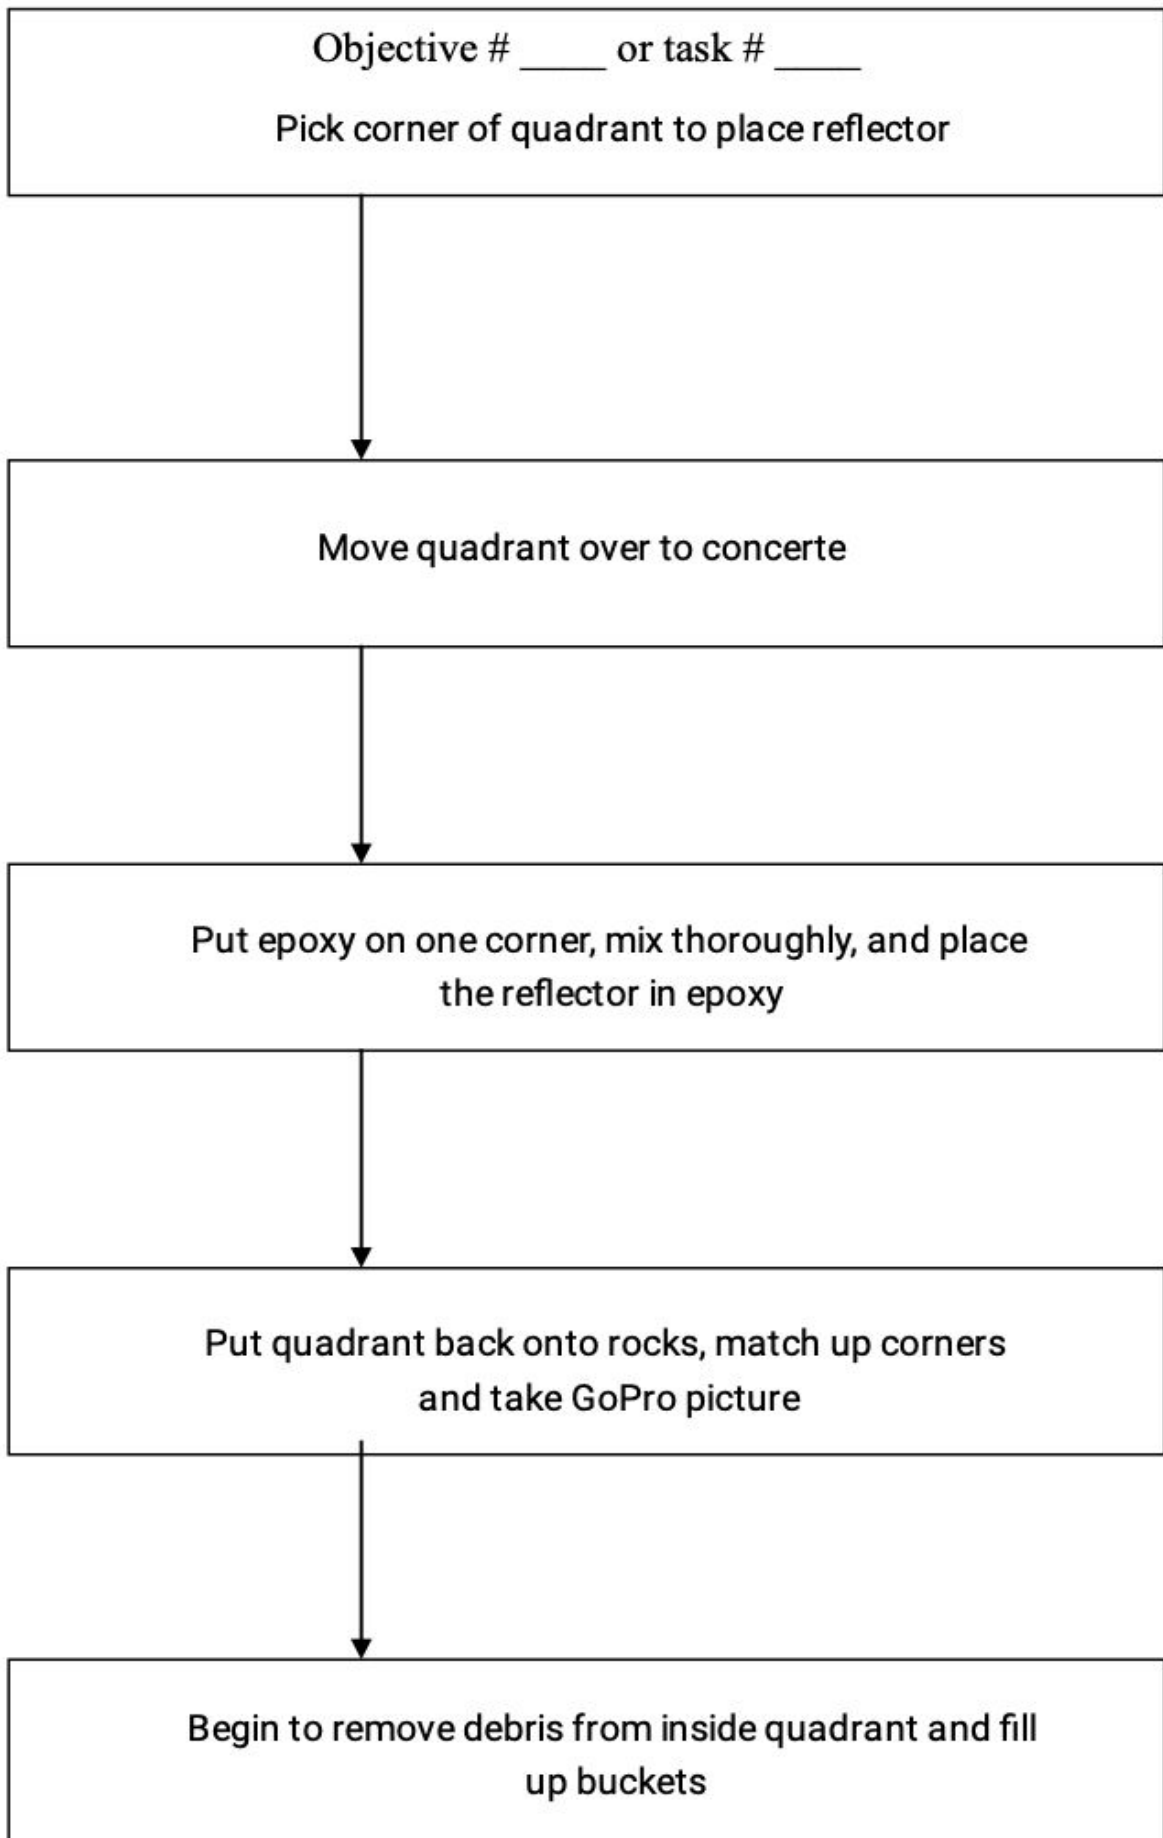 Objective # ____ or task # ____
Pick corner of quadrant to place reflector
Move quadrant over to concerte
Put epoxy on one corner, mix thoroughly, and place
the reflector in epoxy
Put quadrant back onto rocks, match up corners
and take GoPro picture
Begin to remove debris from inside quadrant and fill
up buckets